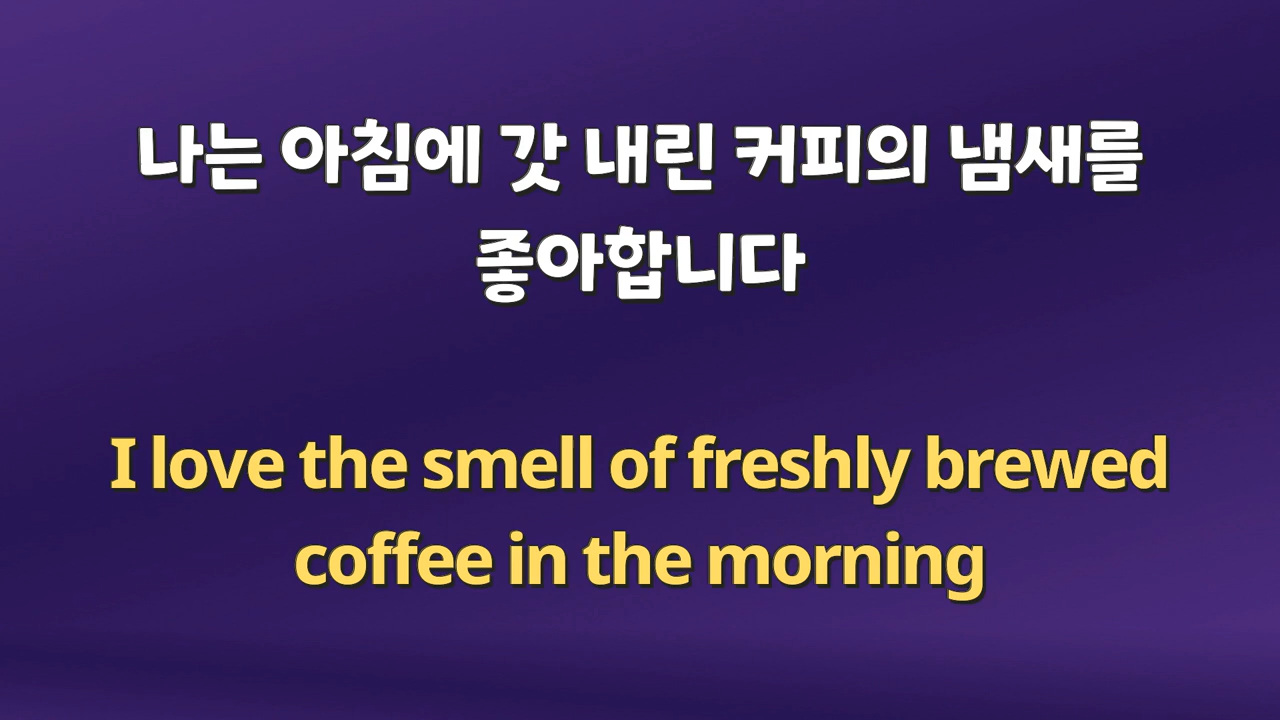 나는 아침에 갓 내린 커피의 냄새를
좋아합니다
I love the smell of freshly brewed
coffee in the morning